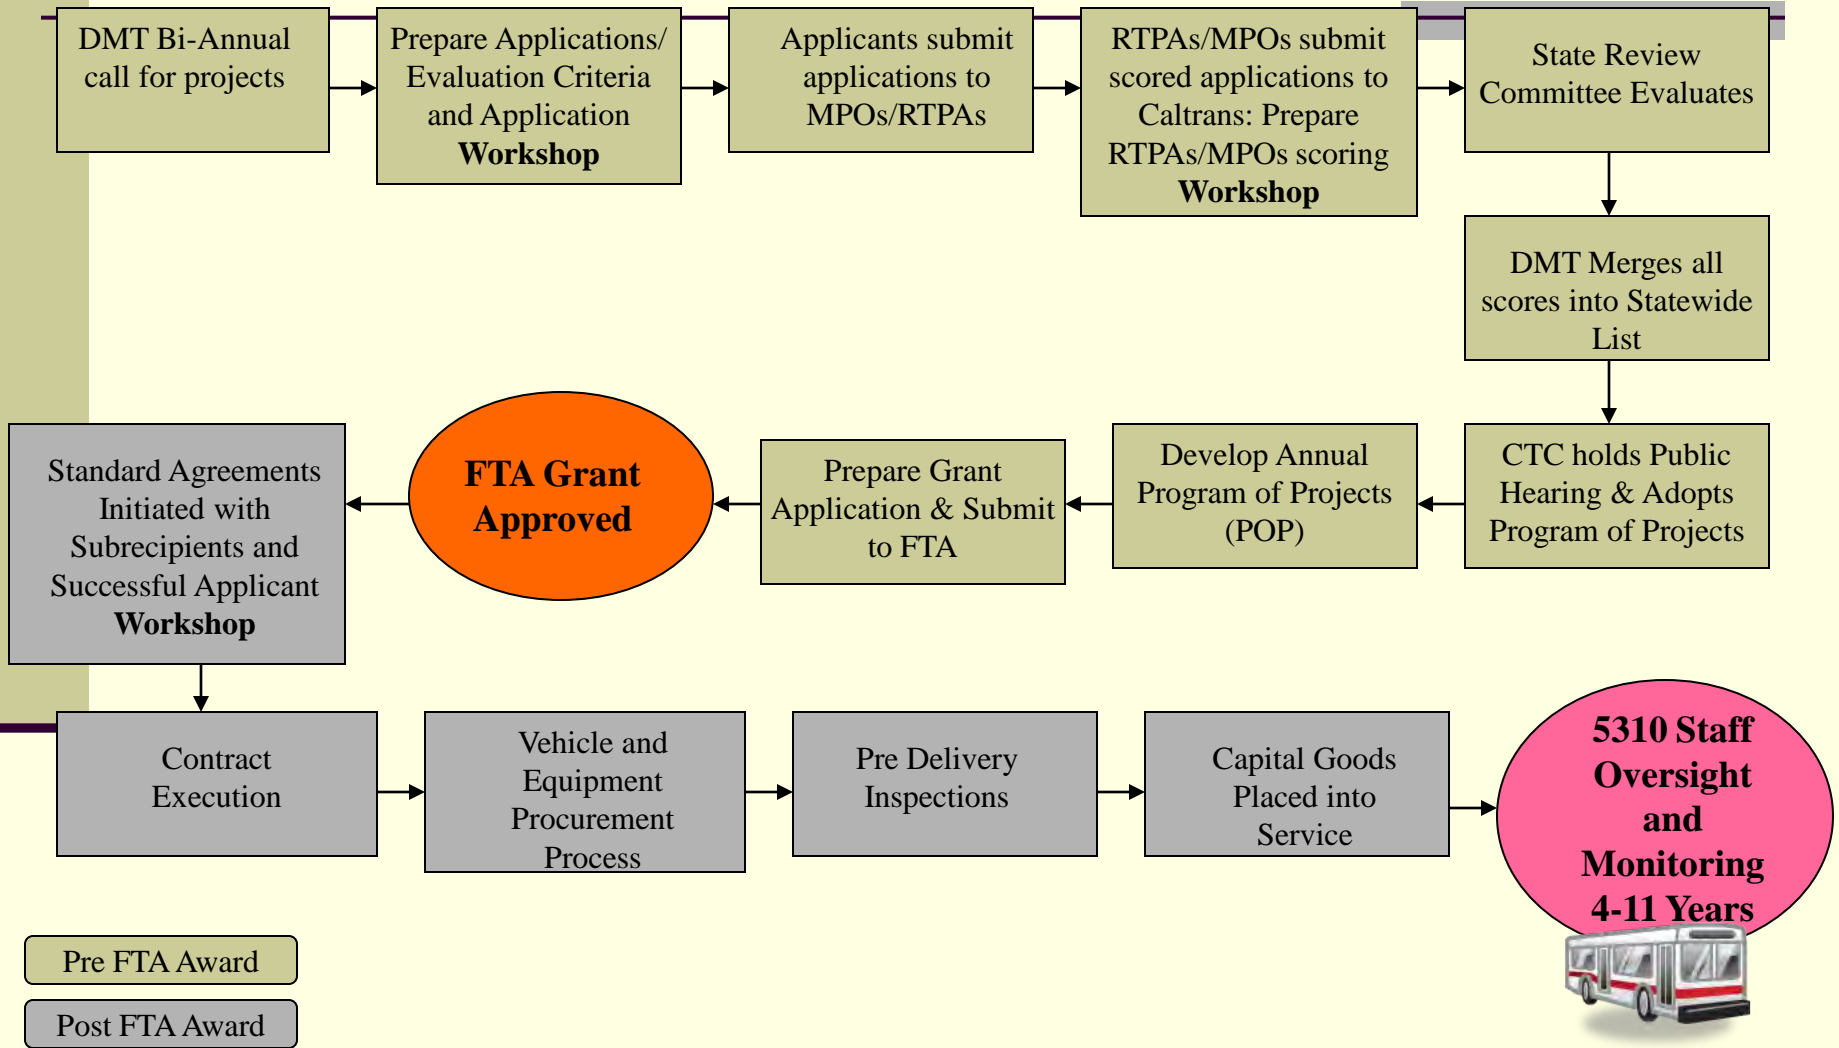 DMT Bi-Annual
call for projects
Prepare Applications/
Evaluation Criteria
and Application
Workshop
Applicants submit
applications to
MPOs/RTPAs
RTPAs/MPOs submit
scored applications to
Caltrans: Prepare
RTPAs/MPOs scoring
Workshop
State Review
Committee Evaluates
DMT Merges all
scores into Statewide
List
CTC holds Public
Hearing & Adopts
Program of Projects
Develop Annual
Program of Projects
(POP)
Prepare Grant
Application & Submit
to FTA
FTA Grant
Approved
Standard Agreements
Initiated with
Subrecipients and
Successful Applicant
Workshop
Contract
Execution
Vehicle and
Equipment
Procurement
Process
Pre Delivery
Inspections
Capital Goods
Placed into
Service
5310 Staff
Oversight
and
Monitoring
4-11 Years
Pre FTA Award
Post FTA Award